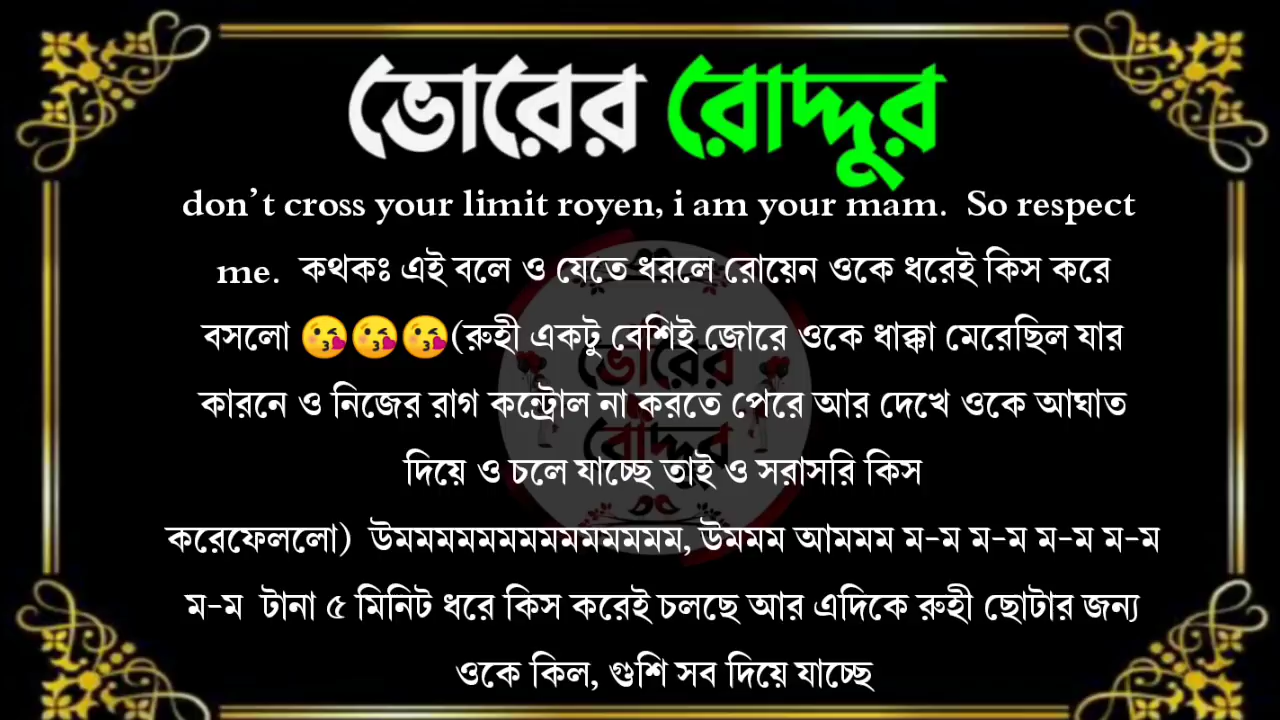 ভোরের রোদ্দুর
don't cross your limit royen, i am your mam. So respect
me. কথকঃ এই বলে ও যেতে ধরলে রোয়েন ওকে ধরেই কিস করে
বসলো 😘😘😘(রুহী একটু বেশিই জোরে ওকে ধাক্কা মেরেছিল যার
কারনে ও নিজের রাগ কন্ট্রোল না করতে পেরে আর দেখে ওকে আঘাত
দিয়ে ও চলে যাচ্ছে তাই ও সরাসরি কিস
করেফেললো) উমমমমমমমমমমমমমম, উমমম আমমম ম-ম ম-ম ম-ম ম-ম
ম-ম টানা ৫ মিনিট ধরে কিস করেই চলছে আর এদিকে রুহী ছোটার জন্য
ওকে কিল, গুশি সব দিয়ে যাচ্ছে
ভোরের
রোদ্দুর